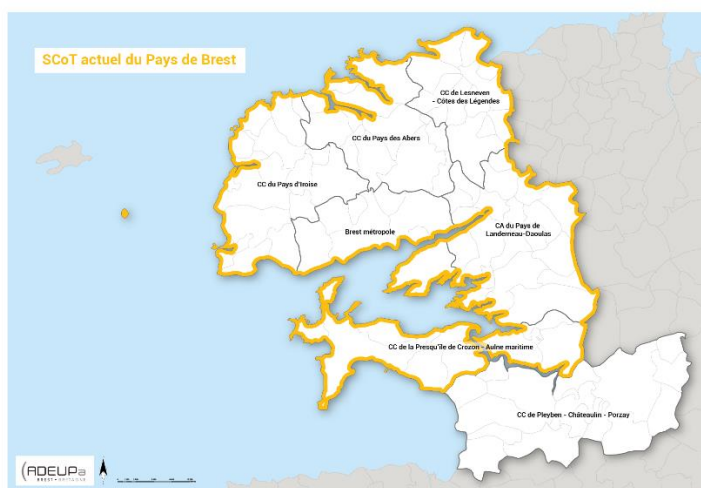 SCoT actuel du Pays de Brest
CC de Lesneven
- Côtes des Légendes
CC du Pays des Abers
CC du Pays d'Iroise
Brest métropole
CA du Pays de
Landerneau-Daoulas
CC de la Presqu'île de Crozon - Aulne maritime
CC de Pleyben - Châteaulin - Porzay
ADEUPa
BREST • BRETAGNE